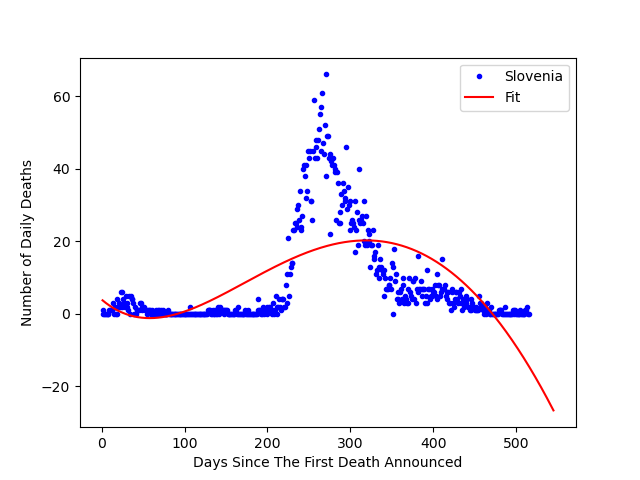 Slovenia
Fit
60
40
20
0
−20
0 100 200 300 400 500
Number of Daily Deaths
Days Since The First Death Announced